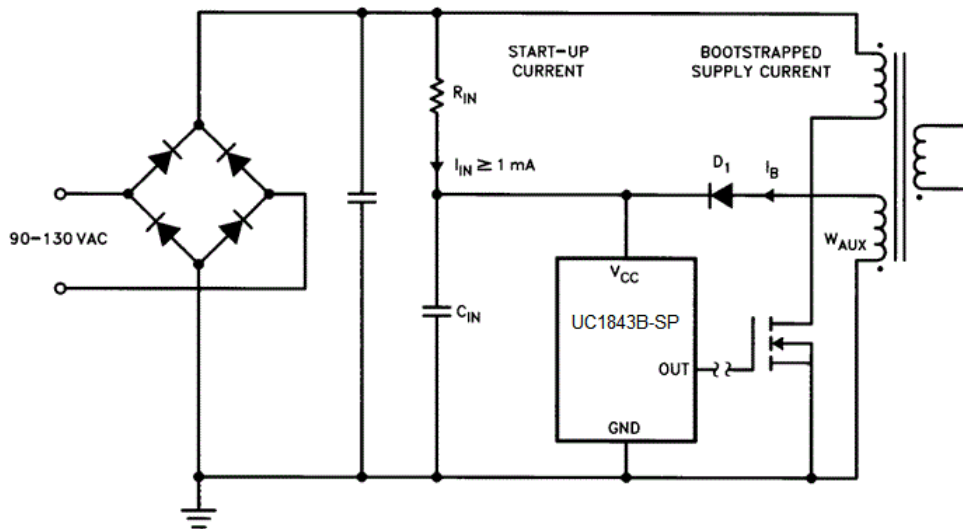 START-UP
CURRENT
BOOTSTRAPPED
SUPPLY CURRENT
R_IN
I_IN ≥ 1 mA
D₁
I_B
90-130 VAC
W_AUX
V_CC
C_IN
UC1843B-SP
OUT
GND